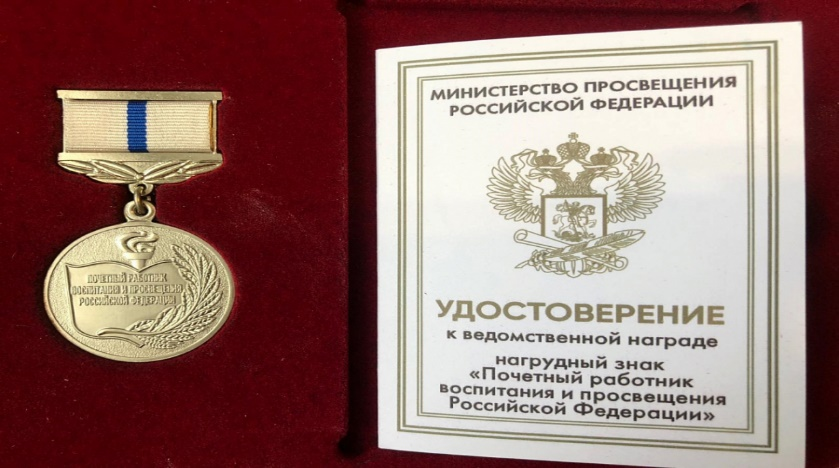 ПОЧЕТНЫЙ РАБОТНИК
ВОСПИТАНИЯ И ПРОСВЕЩЕНИЯ
РОССИЙСКОЙ ФЕДЕРАЦИИ
МИНИСТЕРСТВО ПРОСВЕЩЕНИЯ
РОССИЙСКОЙ ФЕДЕРАЦИИ
УДОСТОВЕРЕНИЕ
к ведомственной награде
нагрудный знак
«Почетный работник
воспитания и просвещения
Российской Федерации»